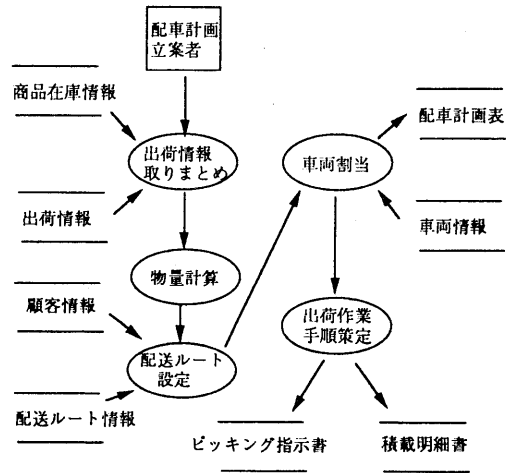 配車計画
立案者
商品在庫情報
配車計画表
出荷情報
取りまとめ
車両割当
出荷情報
車両情報
物量計算
顧客情報
出荷作業
手順策定
配送ルート
設定
配送ルート情報
ピッキング指示書
積載明細書